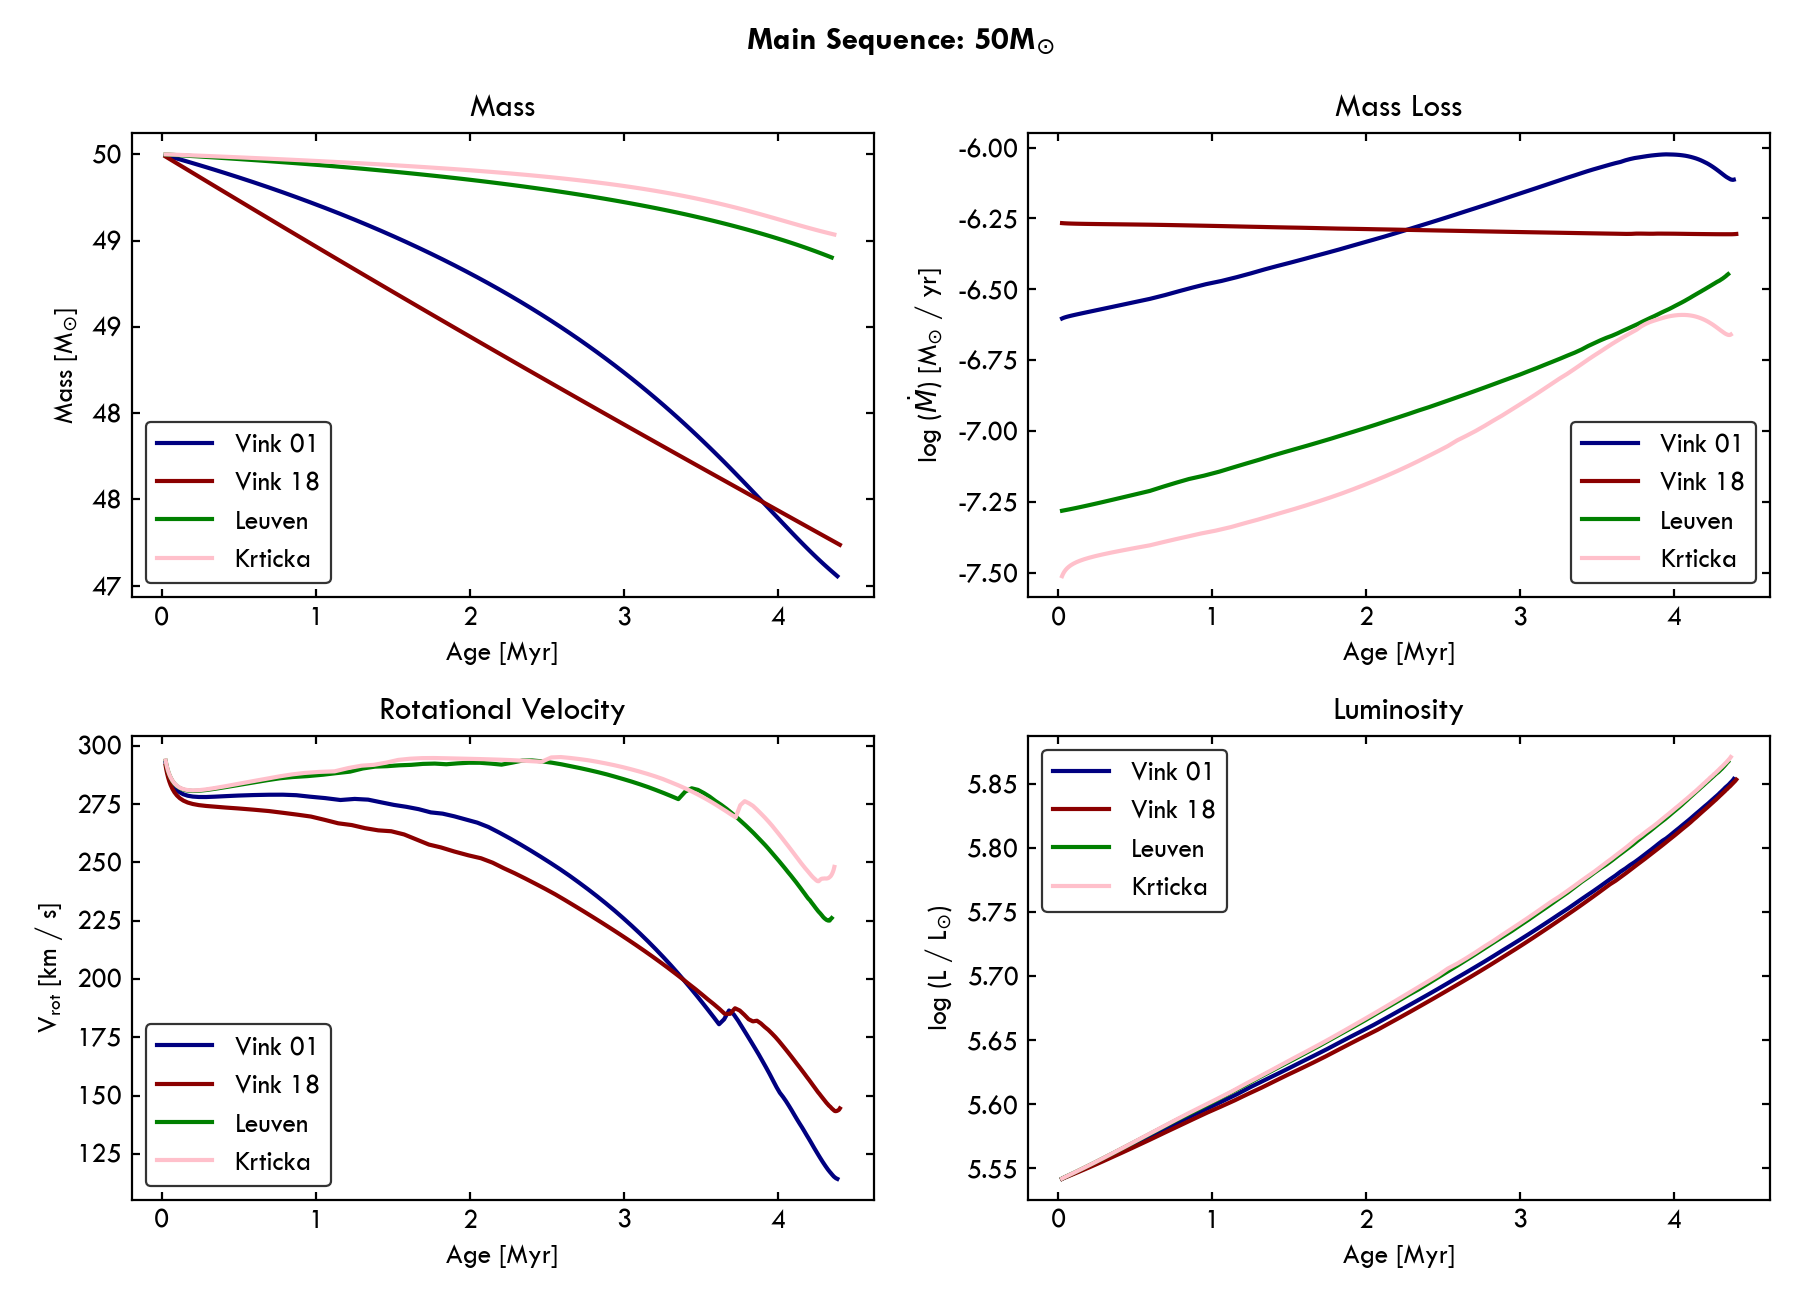 Main Sequence: 50M☉
Mass
50
49
49
48
48
47
0 1 2 3 4
Mass [M☉]
Age [Myr]
Vink 01
Vink 18
Leuven
Krticka
Mass Loss
-6.00
-6.25
-6.50
-6.75
-7.00
-7.25
-7.50
0 1 2 3 4
log (Ṁ) [M☉ / yr]
Age [Myr]
Vink 01
Vink 18
Leuven
Krticka
Rotational Velocity
300
275
250
225
200
175
150
125
0 1 2 3 4
Vrot [km / s]
Age [Myr]
Vink 01
Vink 18
Leuven
Krticka
Luminosity
5.85
5.80
5.75
5.70
5.65
5.60
5.55
0 1 2 3 4
log (L / L☉)
Age [Myr]
Vink 01
Vink 18
Leuven
Krticka